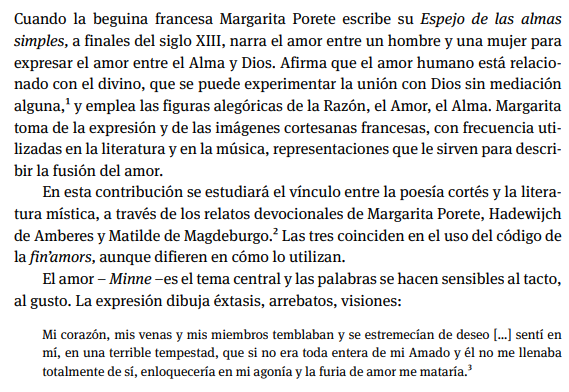 Cuando la beguina francesa Margarita Porete escribe su Espejo de las almas
simples, a finales del siglo XIII, narra el amor entre un hombre y una mujer para
expresar el amor entre el Alma y Dios. Afirma que el amor humano está relacio-
nado con el divino, que se puede experimentar la unión con Dios sin mediación
alguna,¹ y emplea las figuras alegóricas de la Razón, el Amor, el Alma. Margarita
toma de la expresión y de las imágenes cortesanas francesas, con frecuencia uti-
lizadas en la literatura y en la música, representaciones que le sirven para descri-
bir la fusión del amor.
En esta contribución se estudiará el vínculo entre la poesía cortés y la litera-
tura mística, a través de los relatos devocionales de Margarita Porete, Hadewijch
de Amberes y Matilde de Magdeburgo.² Las tres coinciden en el uso del código de
la fin’amors, aunque difieren en cómo lo utilizan.
El amor – Minne –es el tema central y las palabras se hacen sensibles al tacto,
al gusto. La expresión dibuja éxtasis, arrebatos, visiones:
Mi corazón, mis venas y mis miembros temblaban y se estremecían de deseo [...] sentí en
mí, en una terrible tempestad, que si no era toda entera de mi Amado y él no me llenaba
totalmente de sí, enloquecería en mi agonía y la furia de amor me mataría.³